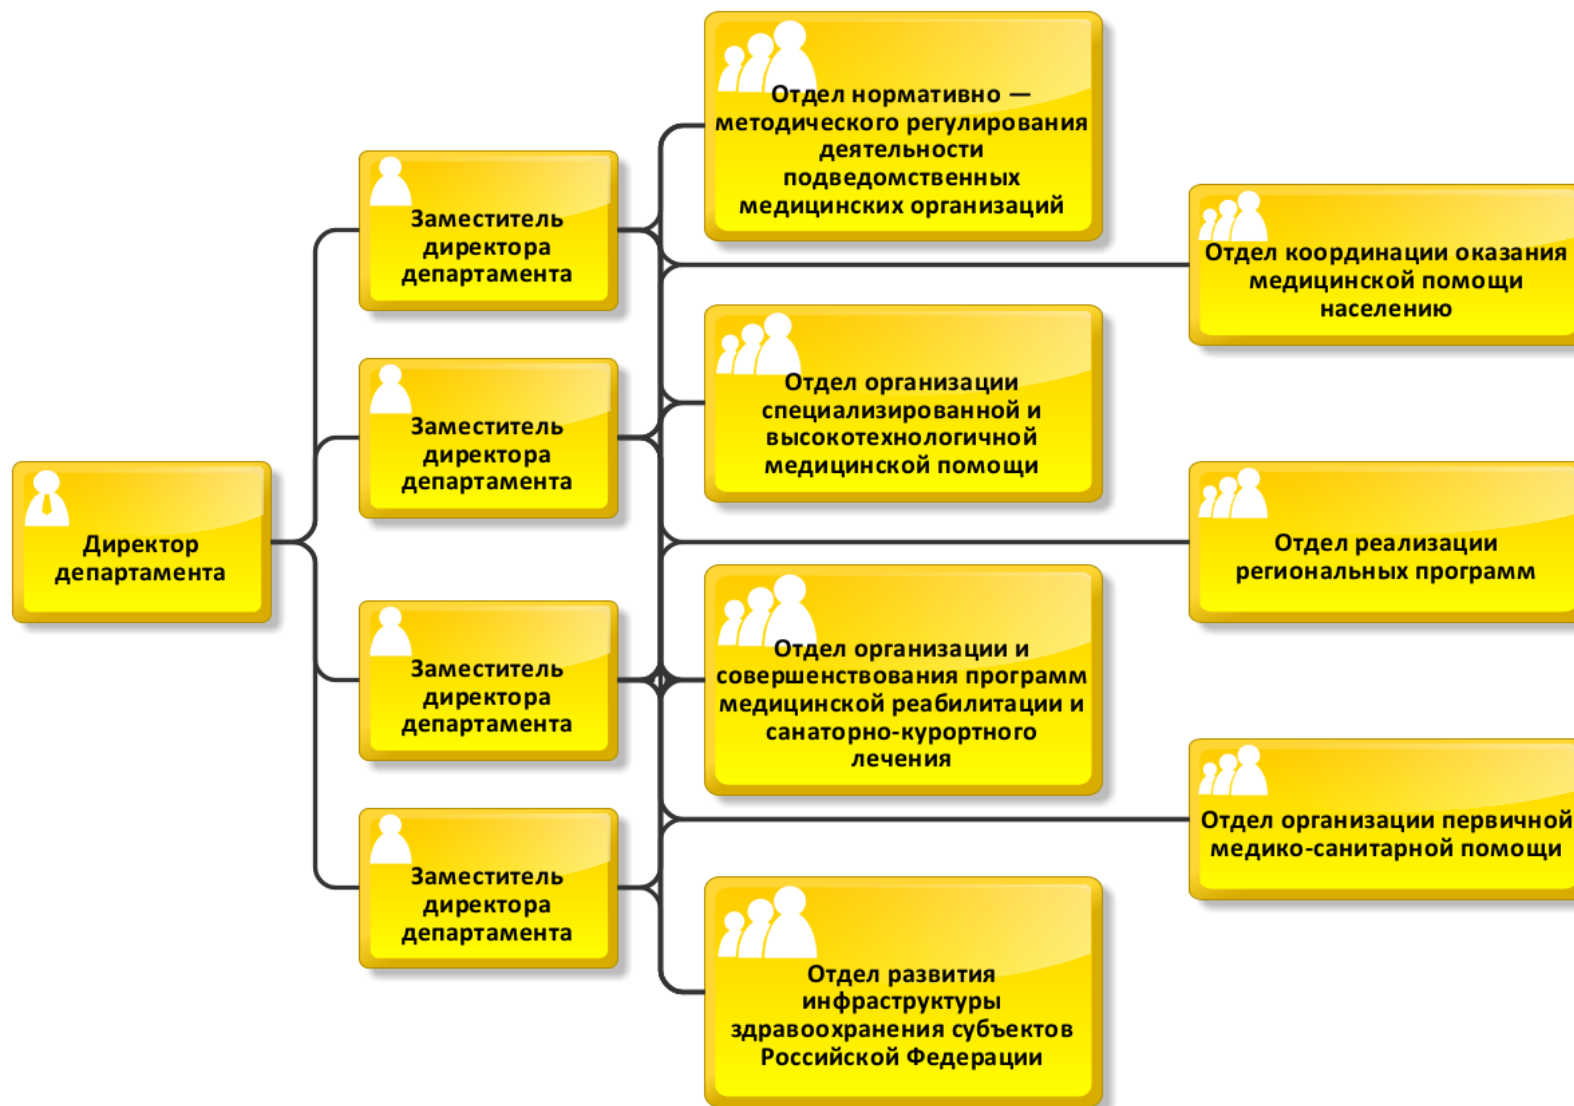 Директор
департамента
Заместитель
директора
департамента
Заместитель
директора
департамента
Заместитель
директора
департамента
Заместитель
директора
департамента
Отдел нормативно —
методического регулирования
деятельности
подведомственных
медицинских организаций
Отдел организации
специализированной и
высокотехнологичной
медицинской помощи
Отдел организации и
совершенствования программ
медицинской реабилитации и
санаторно-курортного
лечения
Отдел развития
инфраструктуры
здравоохранения субъектов
Российской Федерации
Отдел координации оказания
медицинской помощи
населению
Отдел реализации
региональных программ
Отдел организации первичной
медико-санитарной помощи